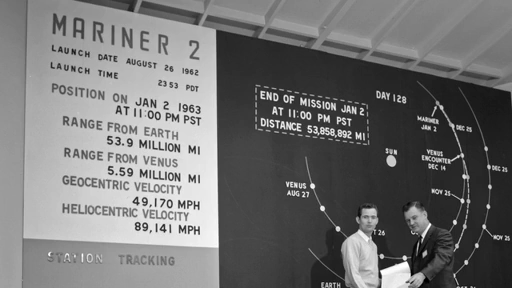 MARINER 2
LAUNCH DATE AUGUST 26 1962
LAUNCH TIME 23 53 PDT
POSITION ON JAN 2 1963
AT 11:00 PM PST
RANGE FROM EARTH
53.9 MILLION MI
RANGE FROM VENUS
5.59 MILLION MI
GEOCENTRIC VELOCITY
49,170 MPH
HELIOCENTRIC VELOCITY
89,141 MPH
STATION TRACKING
END OF MISSION JAN 2
AT 11:00 PM PST
DISTANCE 53,858,892 MI
DAY 128
SUN
MARINER
JAN 2
DEC 25
VENUS
ENCOUNTER
DEC 14
DEC 25
NOV 25
VENUS
AUG 27
NOV 25
T 26
EARTH